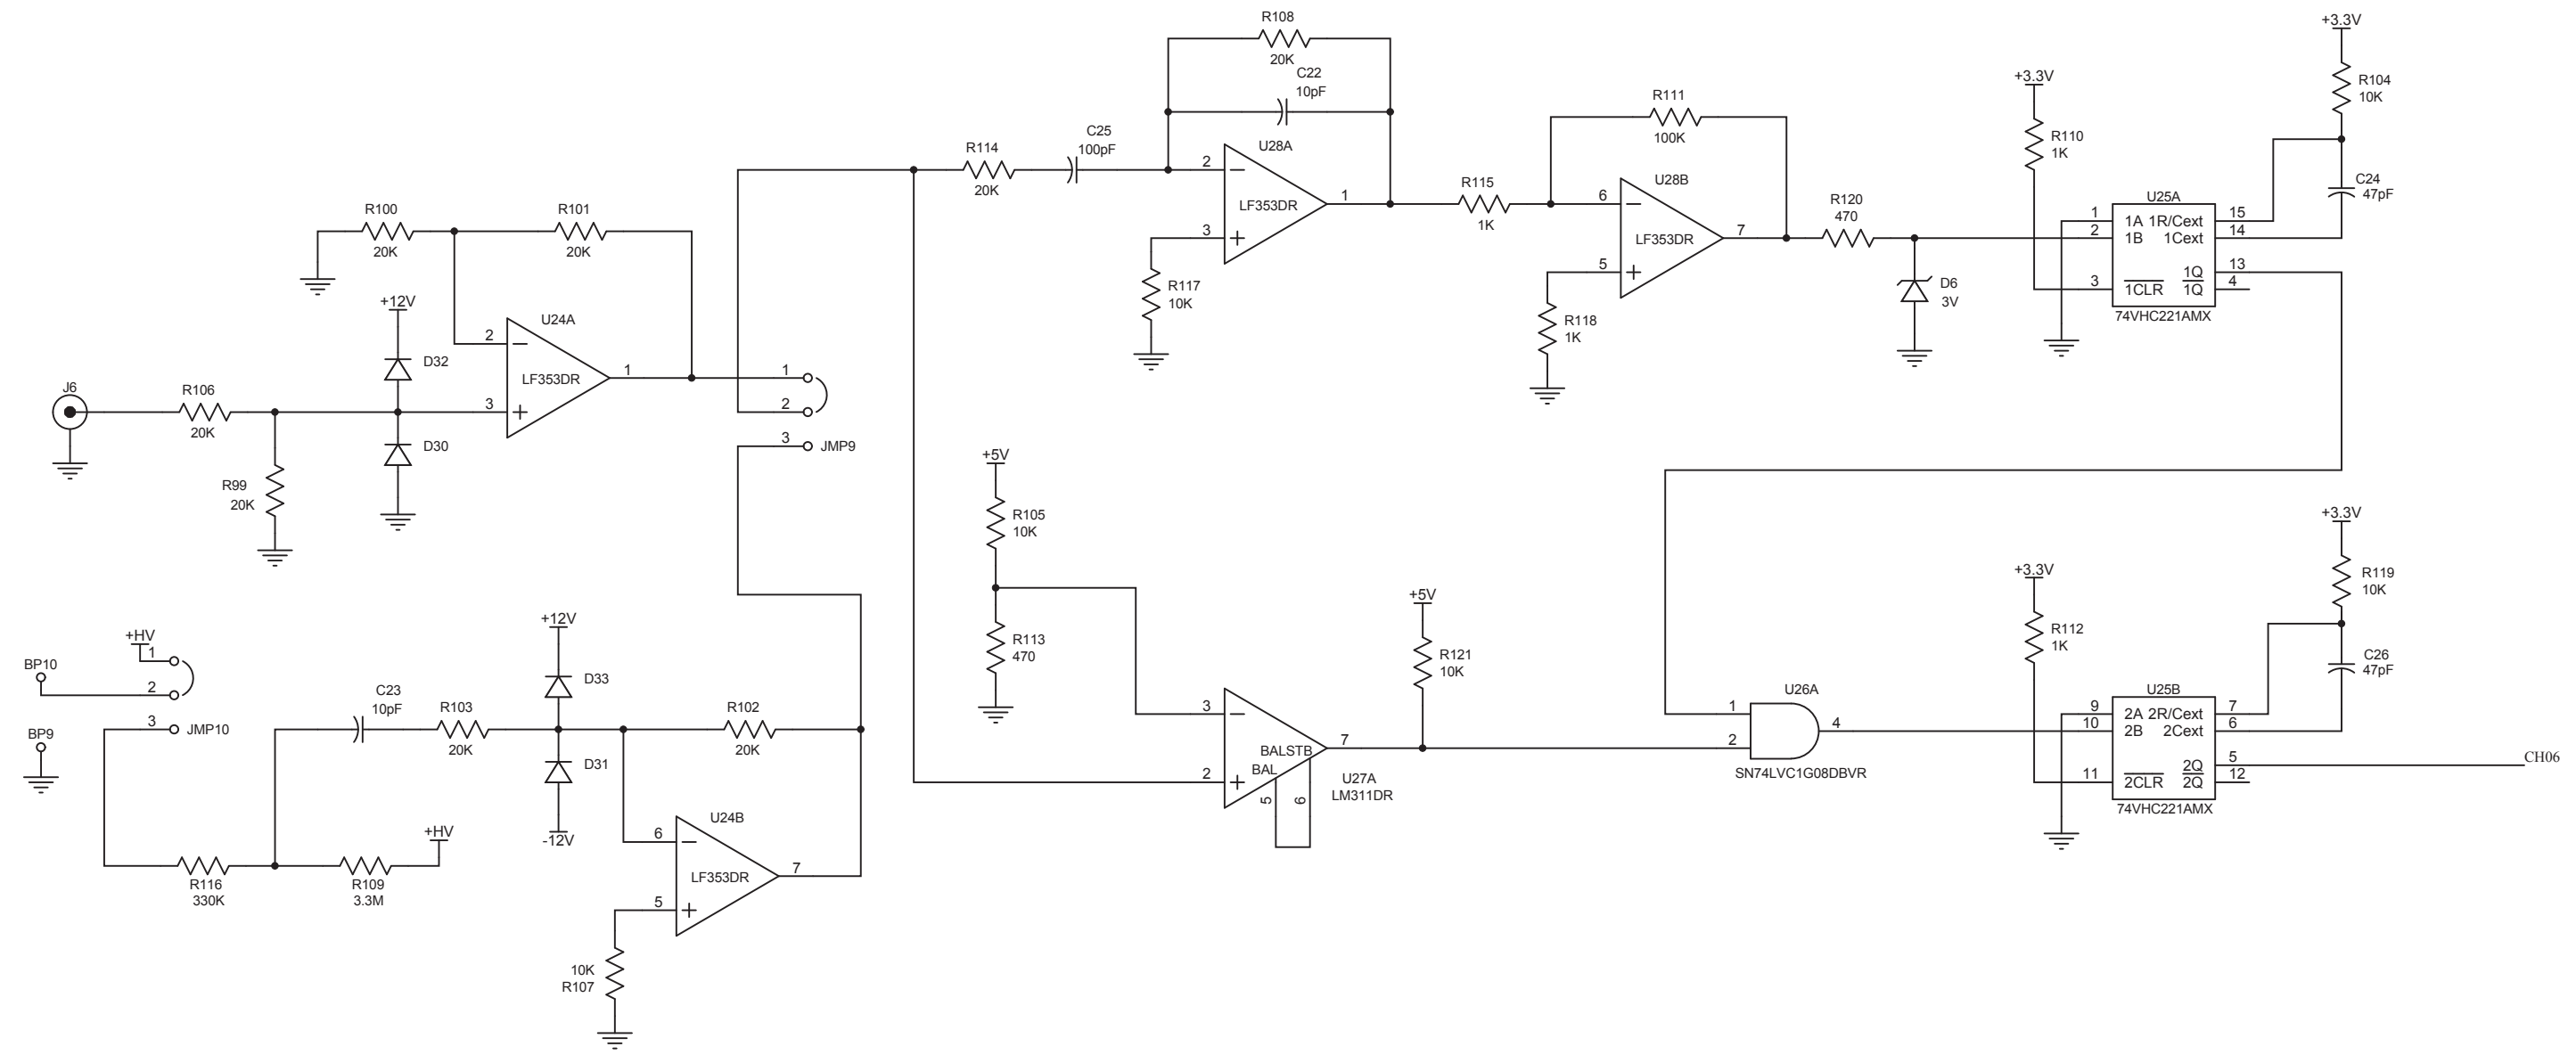 R108
20K
C22
10pF
+3.3V
R104
10K
+3.3V
R110
1K
C25
100pF
R114
20K
2
U28A
LF353DR
1
3
R117
10K
R111
100K
R115
1K
6
U28B
LF353DR
7
5
R118
1K
R120
470
D6
3V
C24
47pF
U25A
1 1A 1R/Cext 15
2 1B 1Cext 14
1Q 13
3 1CLR 1Q 4
74VHC221AMX
R100
20K
R101
20K
+12V
D32
U24A
2
LF353DR
1
3
J6
R106
20K
R99
20K
D30
1
2
3 JMP9
+5V
R105
10K
R113
470
+5V
R121
10K
3
2
BALSTB
BAL
5
6
7
U27A
LM311DR
U26A
1
2
4
SN74LVC1G08DBVR
+3.3V
R119
10K
+3.3V
R112
1K
C26
47pF
U25B
9 2A 2R/Cext 7
10 2B 2Cext 6
2Q 5
11 2CLR 2Q 12
74VHC221AMX
CH06
+HV
1
BP10
2
3 JMP10
BP9
C23
10pF
R103
20K
+12V
D33
D31
-12V
R102
20K
U24B
6
LF353DR
7
5
10K
R107
R116
330K
R109
3.3M
+HV